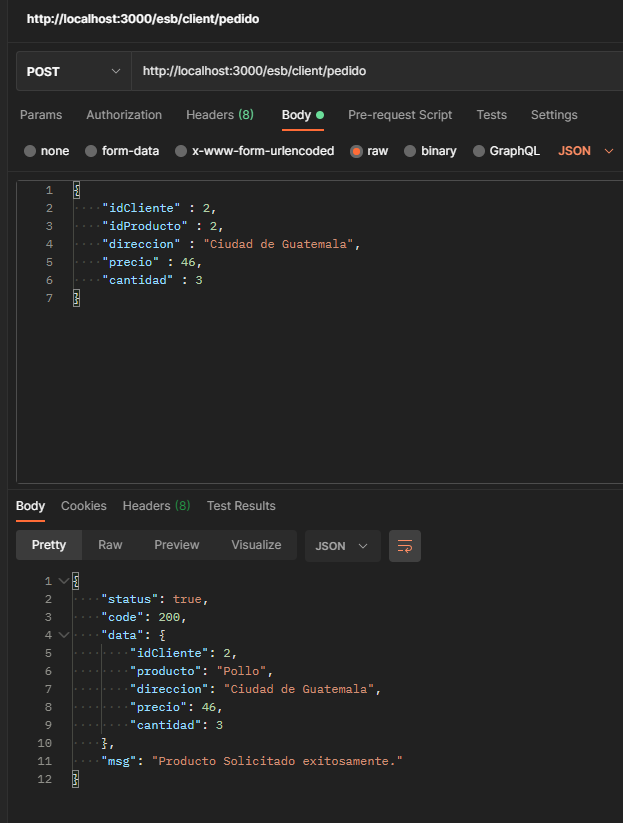 http://localhost:3000/esb/client/pedido
POST http://localhost:3000/esb/client/pedido
Params Authorization Headers (8) Body Pre-request Script Tests Settings
none form-data x-www-form-urlencoded raw binary GraphQL JSON
1 {
2 "idCliente" : 2,
3 "idProducto" : 2,
4 "direccion" : "Ciudad de Guatemala",
5 "precio" : 46,
6 "cantidad" : 3
7 }
Body Cookies Headers (8) Test Results
Pretty Raw Preview Visualize JSON
1 {
2 "status": true,
3 "code": 200,
4 "data": {
5 "idCliente": 2,
6 "producto": "Pollo",
7 "direccion": "Ciudad de Guatemala",
8 "precio": 46,
9 "cantidad": 3
10 },
11 "msg": "Producto Solicitado exitosamente."
12 }